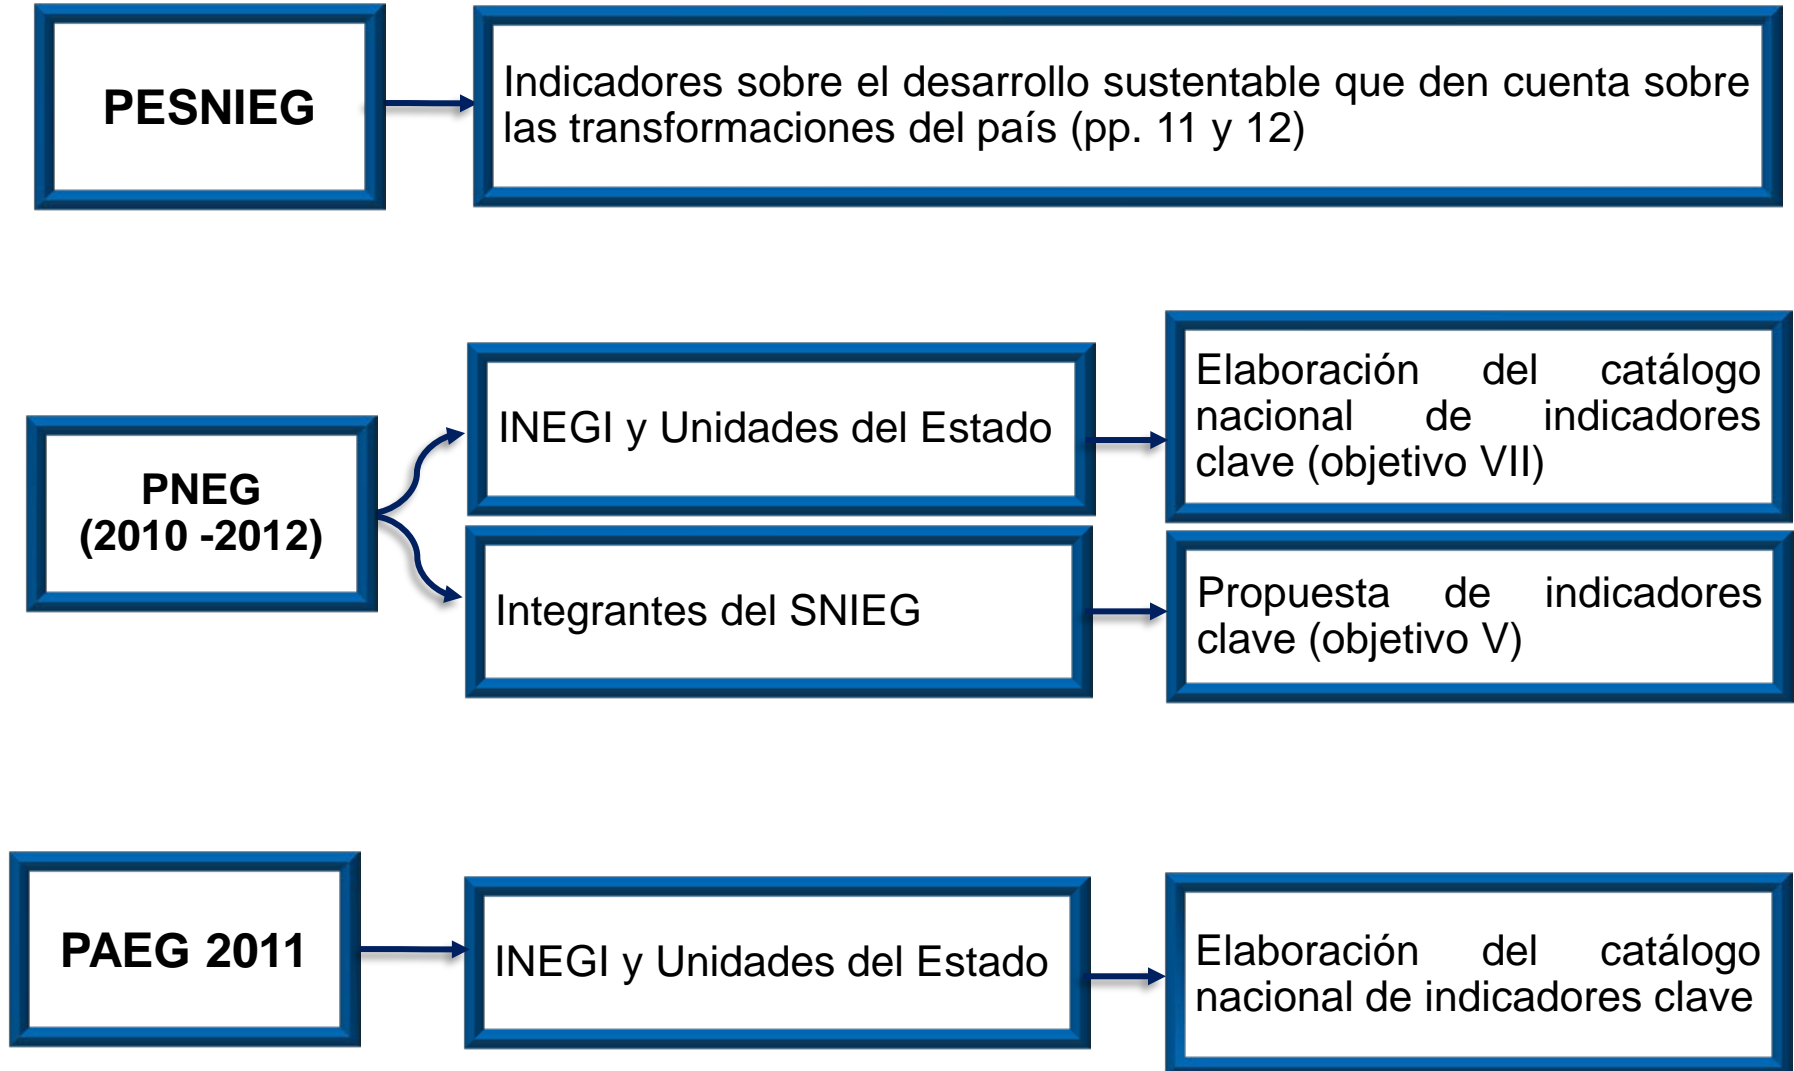 PESNIEG
Indicadores sobre el desarrollo sustentable que den cuenta sobre
las transformaciones del país (pp. 11 y 12)
PNEG
(2010 -2012)
INEGI y Unidades del Estado
Elaboración del catálogo
nacional de indicadores
clave (objetivo VII)
Integrantes del SNIEG
Propuesta de indicadores
clave (objetivo V)
PAEG 2011
INEGI y Unidades del Estado
Elaboración del catálogo
nacional de indicadores clave